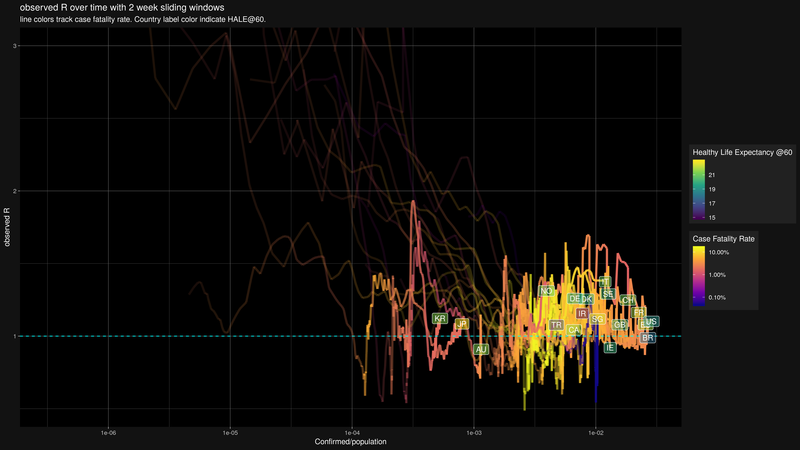 observed R over time with 2 week sliding windows
line colors track case fatality rate. Country label color indicate HALE@60.
3
2
1
observed R
1e-06
1e-05
1e-04
1e-03
1e-02
Confirmed/population
KR
JP
AU
NO
DE
DK
IR
TR
CA
SG
SE
CH
GB
FR
US
BR
IE
Healthy Life Expectancy @60
21
19
17
15
Case Fatality Rate
10.00%
1.00%
0.10%